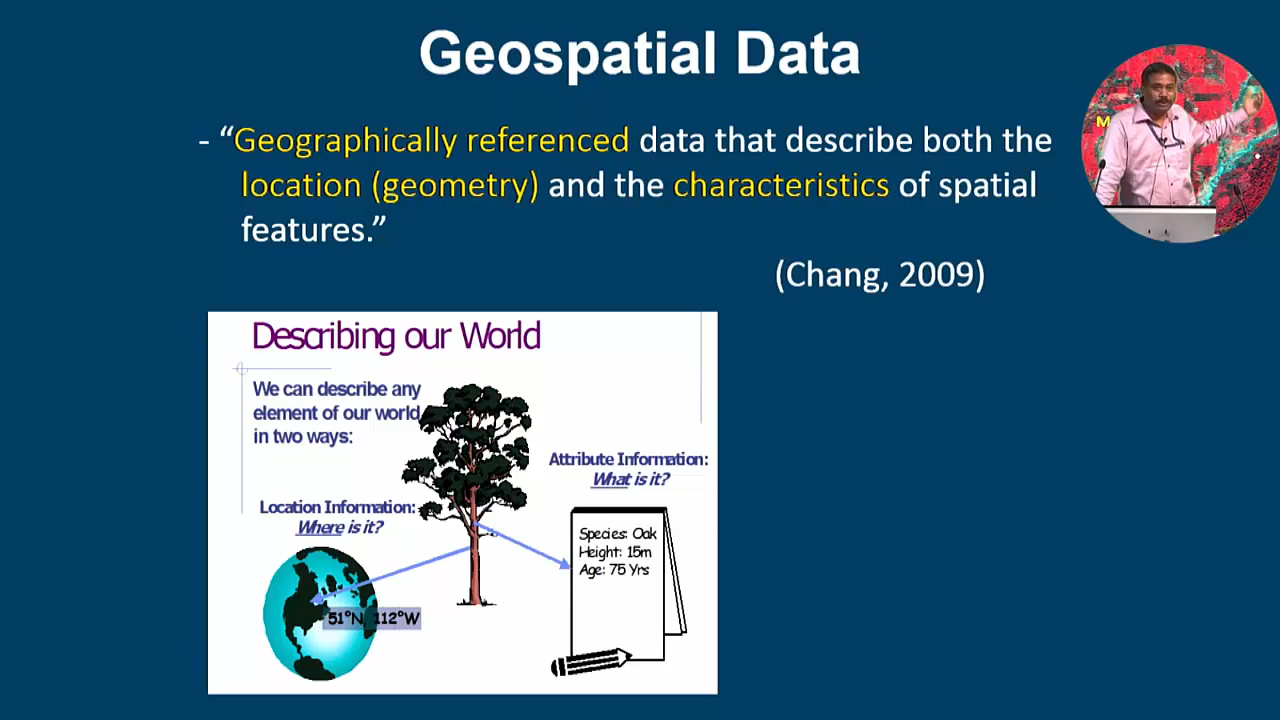 Geospatial Data
- “Geographically referenced data that describe both the
location (geometry) and the characteristics of spatial
features.”
(Chang, 2009)
Describing our World
We can describe any
element of our world
in two ways:
Attribute Information:
What is it?
Location Information:
Where is it?
Species: Oak
Height: 15m
Age: 75 Yrs
51°N, 112°W